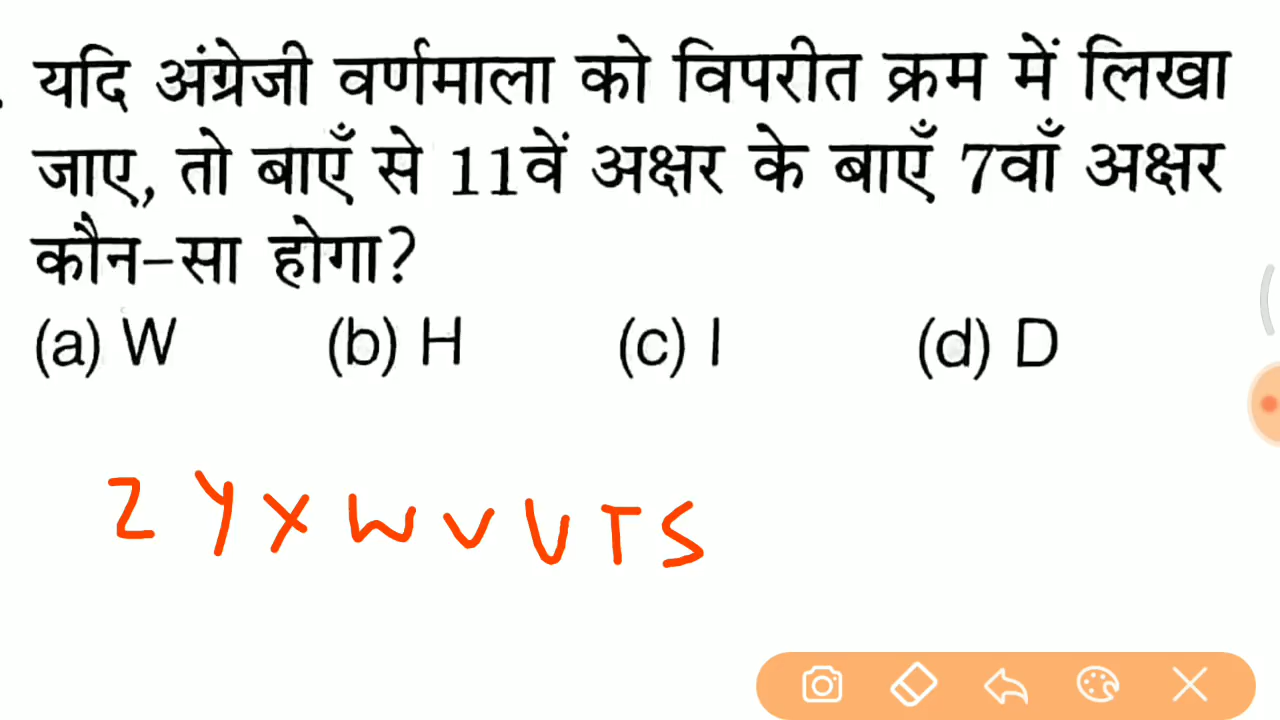 यदि अंग्रेजी वर्णमाला को विपरीत क्रम में लिखा
जाए, तो बाएँ से 11वें अक्षर के बाएँ 7वाँ अक्षर
कौन-सा होगा?
(a) W (b) H (c) I (d) D
Z Y X W V U T S